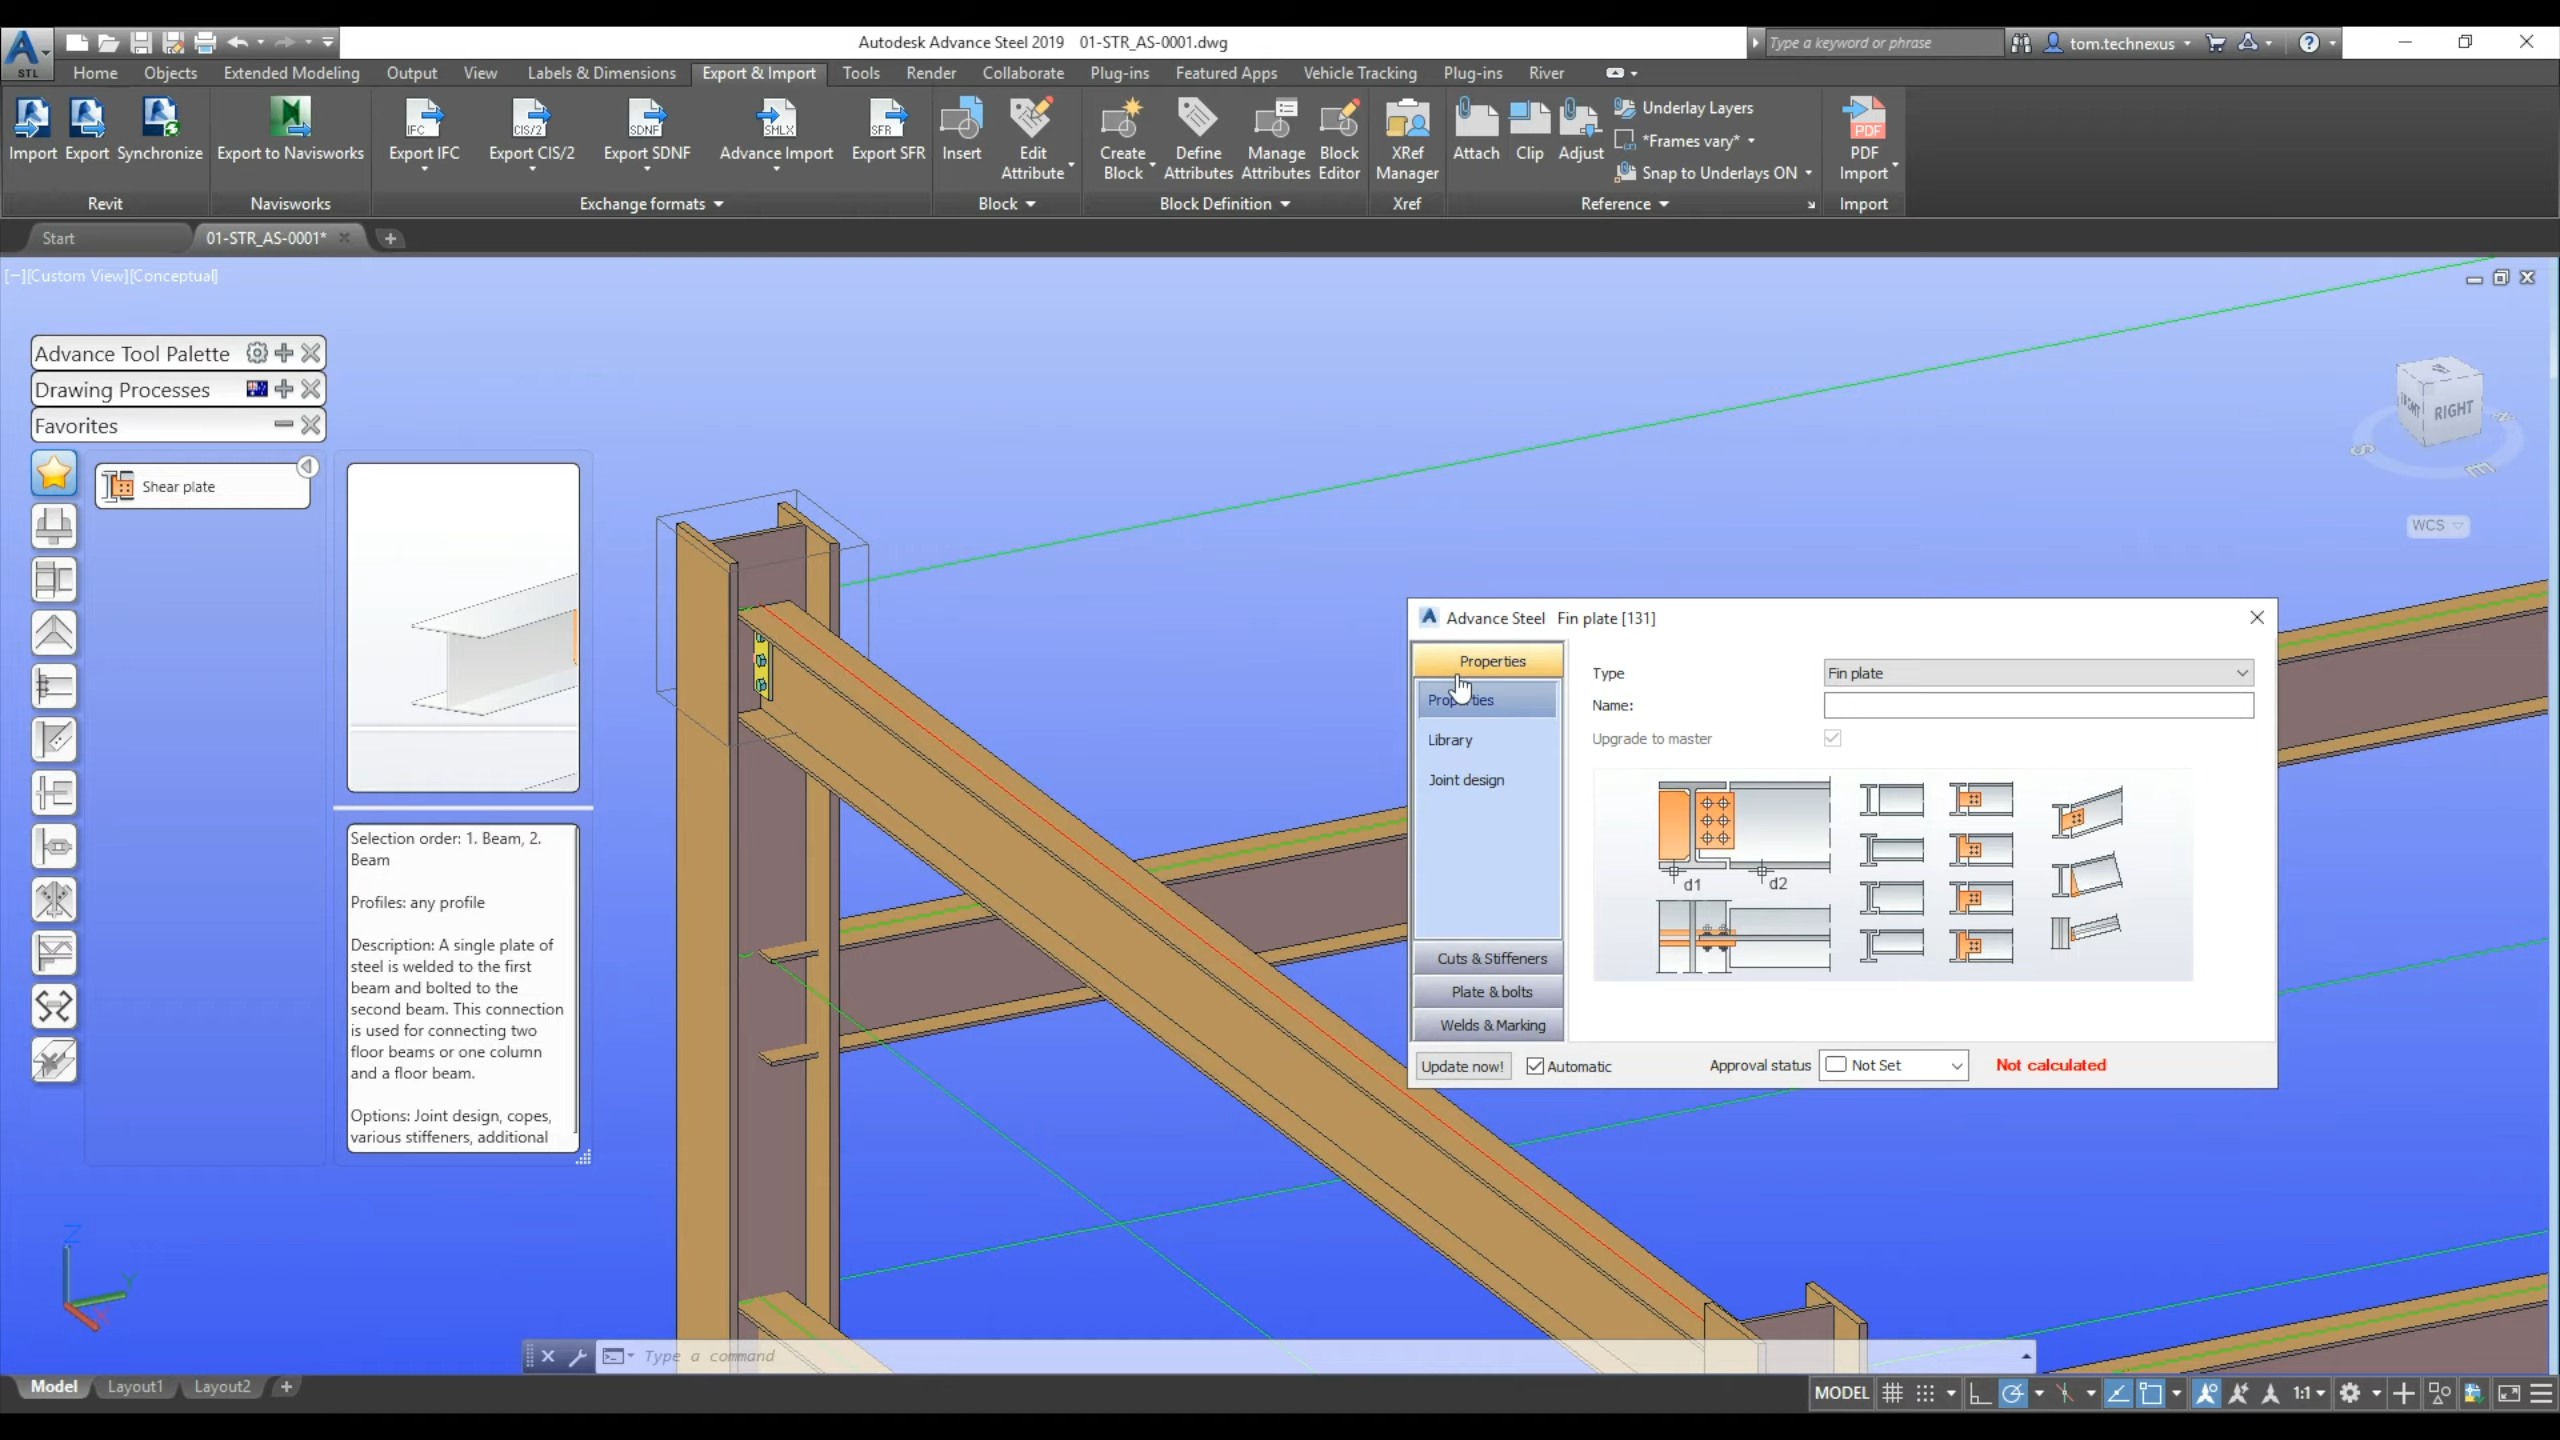 Autodesk Advance Steel 2019 01-STR_AS-0001.dwg
Type a keyword or phrase
tom.technexus
STL
Home Objects Extended Modeling Output View Labels & Dimensions Export & Import Tools Render Collaborate Plug-ins Featured Apps Vehicle Tracking Plug-ins River
IFC CIS/2 SDNF SMLX SFR PDF
Underlay Layers
*Frames vary*
Snap to Underlays ON
Import Export Synchronize Export to Navisworks Export IFC Export CIS/2 Export SDNF Advance Import Export SFR Insert Edit Attribute Create Block Define Attributes Manage Attributes Block Editor XRef Manager Attach Clip Adjust PDF Import
Revit Navisworks Exchange formats Block Block Definition Xref Reference Import
Start 01-STR_AS-0001*
[−][Custom View][Conceptual]
Advance Tool Palette
Drawing Processes
Favorites
Shear plate
Selection order: 1. Beam, 2.
Beam
Profiles: any profile
Description: A single plate of
steel is welded to the first
beam and bolted to the
second beam. This connection
is used for connecting two
floor beams or one column
and a floor beam.
Options: Joint design, copes,
various stiffeners, additional
FRONT RIGHT
WCS
Advance Steel Fin plate [131]
Properties
Properties
Library
Joint design
Cuts & Stiffeners
Plate & bolts
Welds & Marking
Type Fin plate
Name:
Upgrade to master
d1 d2
Update now! Automatic Approval status Not Set Not calculated
Z
Y
X
Type a command
Model Layout1 Layout2
MODEL 1:1